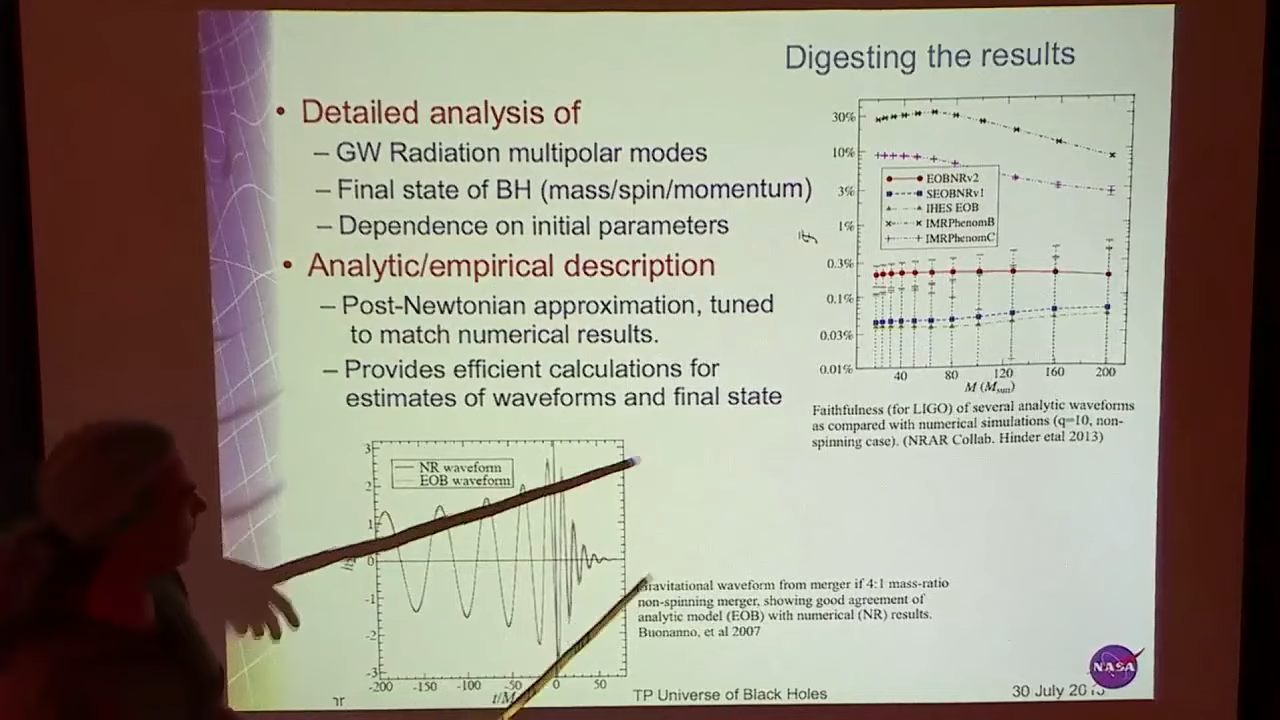 Digesting the results
• Detailed analysis of
– GW Radiation multipolar modes
– Final state of BH (mass/spin/momentum)
– Dependence on initial parameters
• Analytic/empirical description
– Post-Newtonian approximation, tuned
to match numerical results.
– Provides efficient calculations for
estimates of waveforms and final state
30%
10%
3%
1%
0.3%
0.1%
0.03%
0.01%
EOBNRv2
SEOBNRv1
IHES EOB
IMRPhenomB
IMRPhenomC
40 80 120 160 200
M (Msun)
Faithfulness (for LIGO) of several analytic waveforms
as compared with numerical simulations (q=10, non-
spinning case). (NRAR Collab. Hinder etal 2013)
NR waveform
EOB waveform
3
2
1
0
-1
-2
-3
-200 -150 -100 -50 0 50
t/M
Gravitational waveform from merger if 4:1 mass-ratio
non-spinning merger, showing good agreement of
analytic model (EOB) with numerical (NR) results.
Buonanno, et al 2007
NASA
TP Universe of Black Holes
30 July